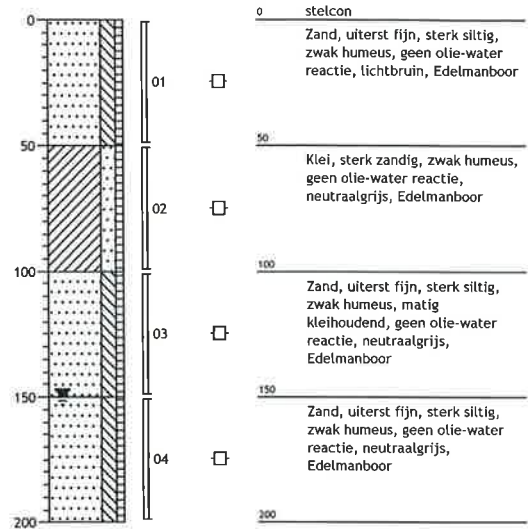 0
50
100
150
200
01
02
03
04
0 stelcon
Zand, uiterst fijn, sterk siltig,
zwak humeus, geen olie-water
reactie, lichtbruin, Edelmanboor
50
Klei, sterk zandig, zwak humeus,
geen olie-water reactie,
neutraalgrijs, Edelmanboor
100
Zand, uiterst fijn, sterk siltig,
zwak humeus, matig
kleihoudend, geen olie-water
reactie, neutraalgrijs,
Edelmanboor
150
Zand, uiterst fijn, sterk siltig,
zwak humeus, geen olie-water
reactie, neutraalgrijs,
Edelmanboor
200